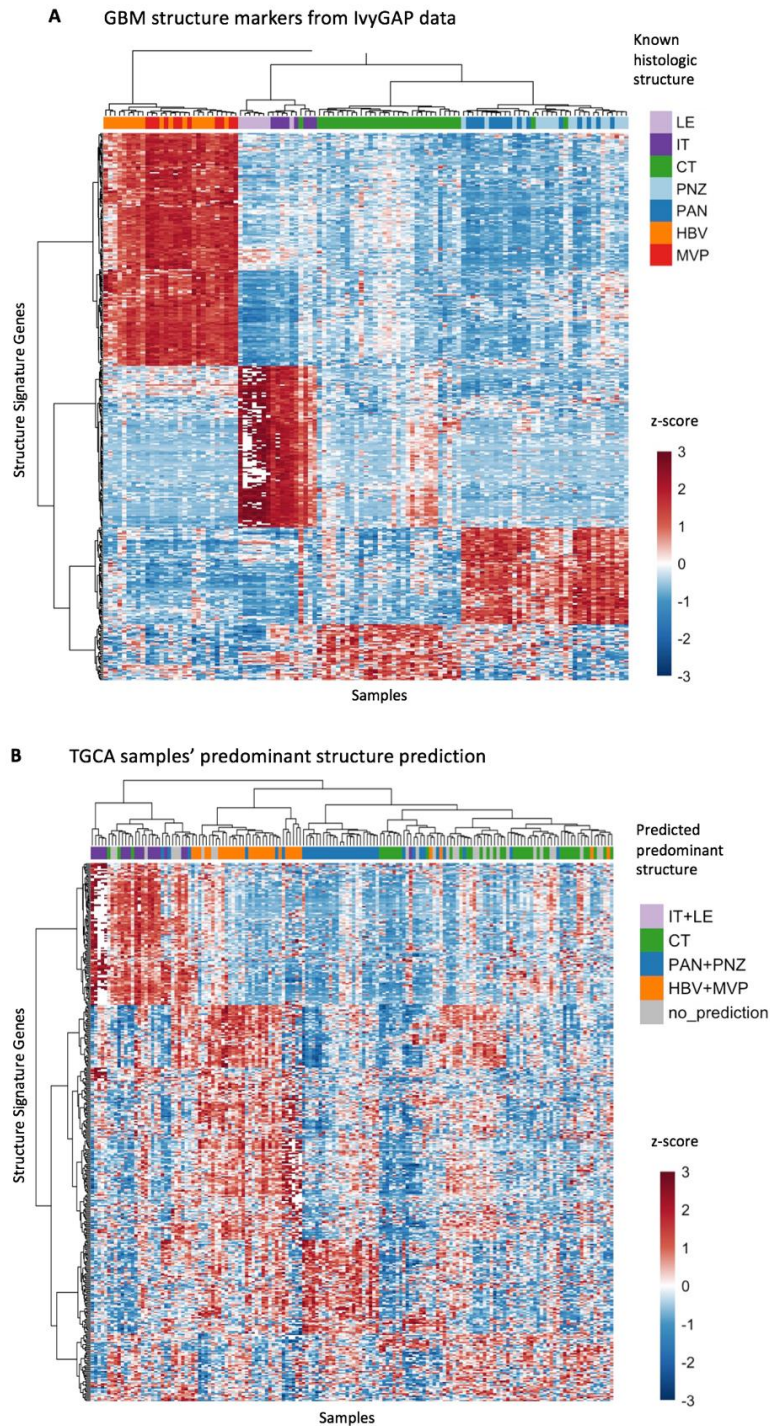 A GBM structure markers from IvyGAP data
Known
histologic
structure
LE
IT
CT
PNZ
PAN
HBV
MVP
Structure Signature Genes
z-score
3
2
1
0
-1
-2
-3
Samples
B TGCA samples' predominant structure prediction
Predicted
predominant
structure
IT+LE
CT
PAN+PNZ
HBV+MVP
no_prediction
Structure Signature Genes
z-score
3
2
1
0
-1
-2
-3
Samples